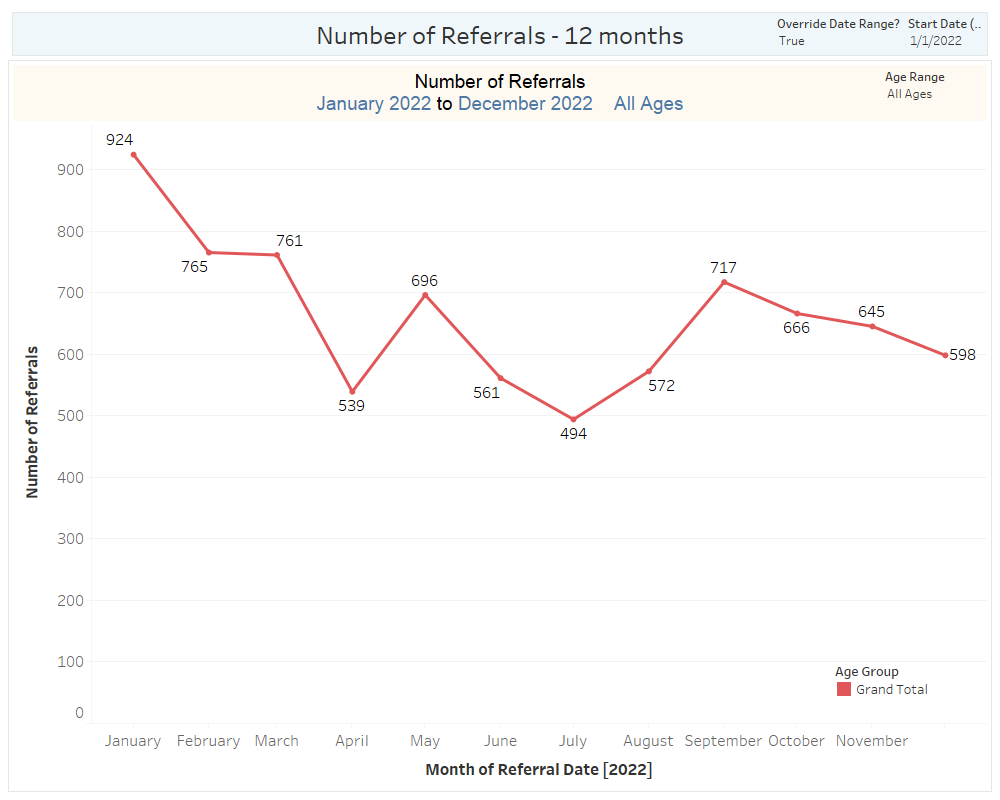 Number of Referrals - 12 months
Override Date Range? Start Date (..
True 1/1/2022
Number of Referrals
January 2022 to December 2022 All Ages
Age Range
All Ages
924
900
800
761
765
717
700
696
666
645
600
598
561
572
539
500
494
400
300
200
100
0
Number of Referrals
Age Group
Grand Total
January February March April May June July August September October November
Month of Referral Date [2022]